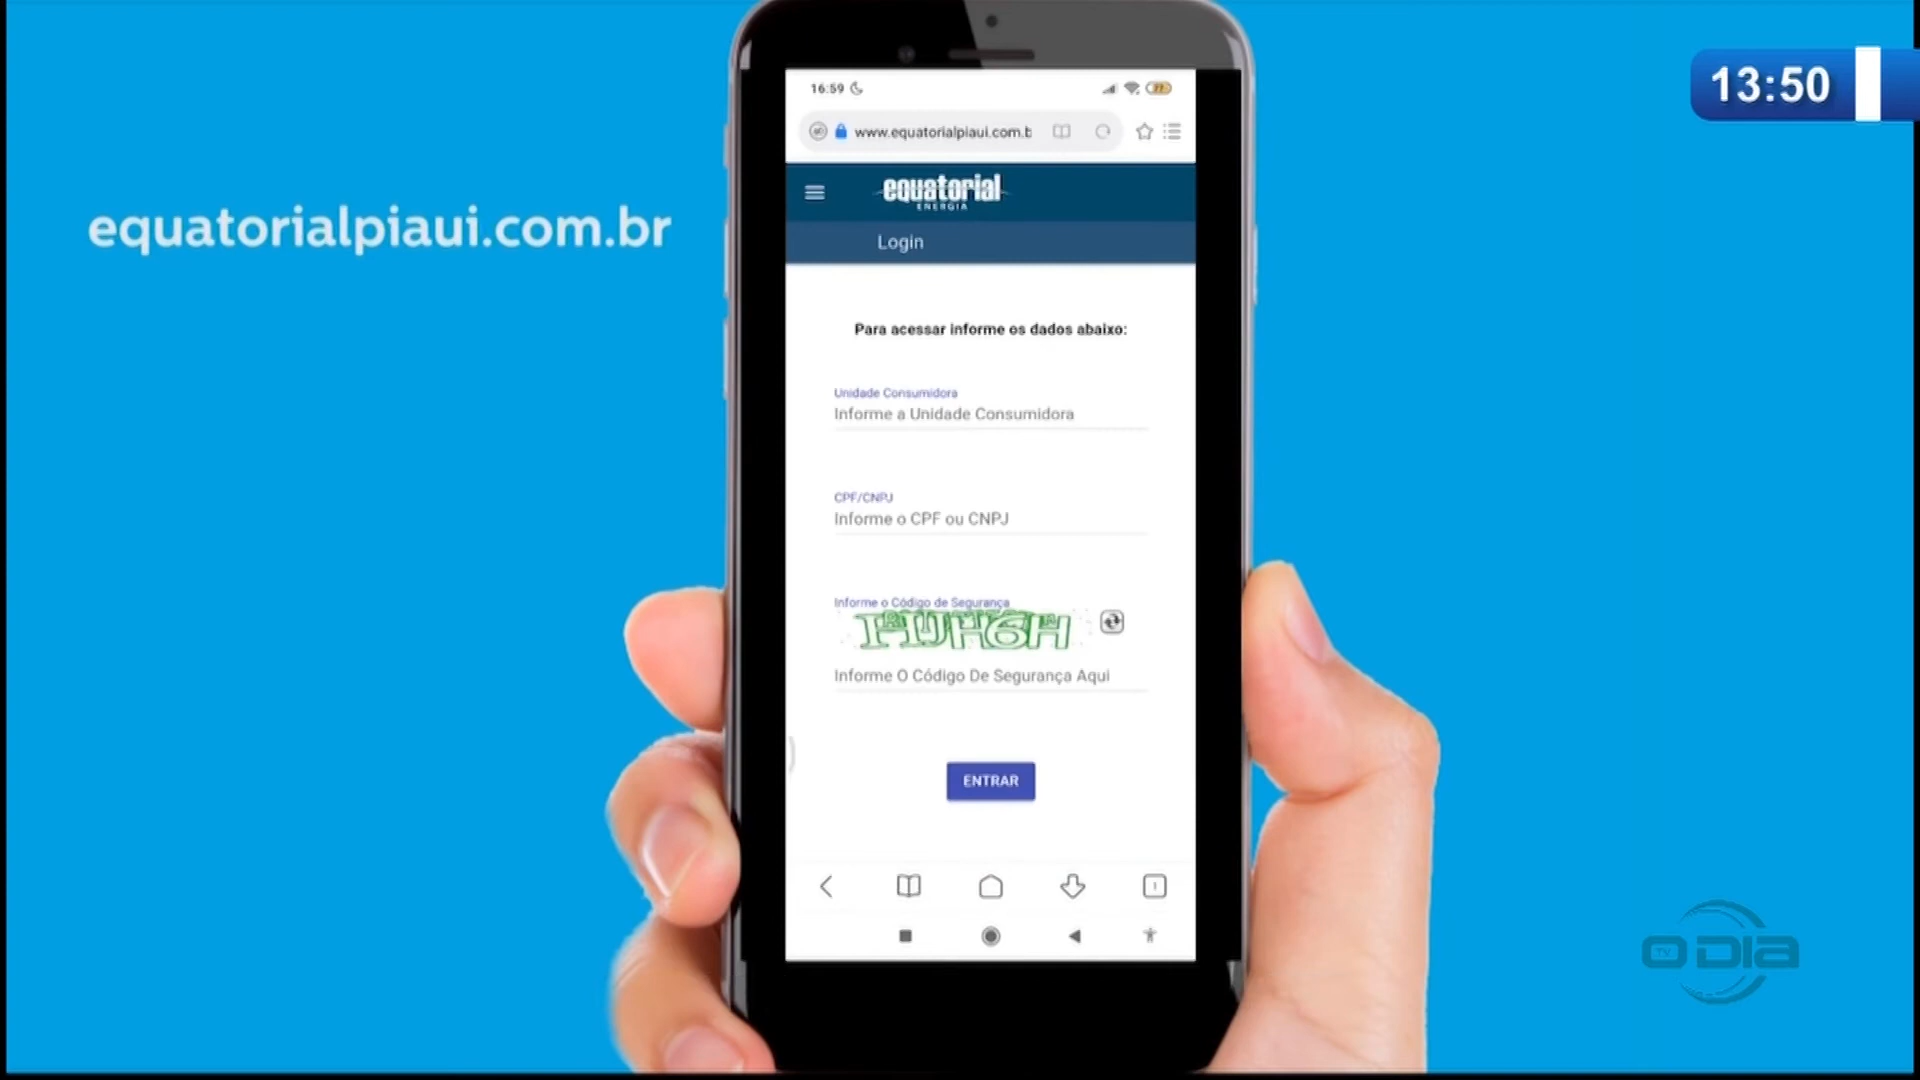 13:50
equatorialpiaui.com.br
16:59
www.equatorialpiaui.com.b
equatorial
ENERGIA
Login
Para acessar informe os dados abaixo:
Unidade Consumidora
Informe a Unidade Consumidora
CPF/CNPJ
Informe o CPF ou CNPJ
Informe o Código de Segurança
Informe O Código De Segurança Aqui
ENTRAR
1
TV O DIA